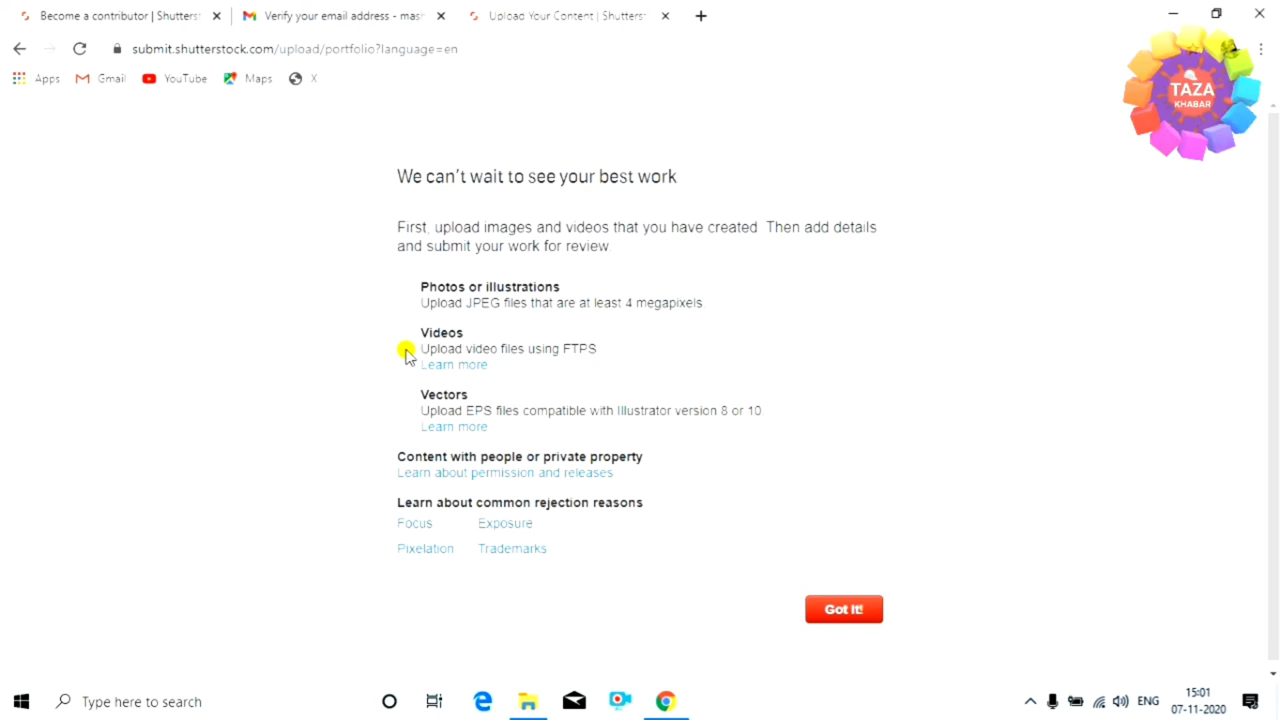 Become a contributor | Shutters
Verify your email address - mas
Upload Your Content | Shutters
submit.shutterstock.com/upload/portfolio?language=en
Apps
Gmail
YouTube
Maps
X
TAZA
KHABAR
We can't wait to see your best work
First, upload images and videos that you have created. Then add details
and submit your work for review.
Photos or illustrations
Upload JPEG files that are at least 4 megapixels.
Videos
Upload video files using FTPS
Learn more
Vectors
Upload EPS files compatible with Illustrator version 8 or 10.
Learn more
Content with people or private property
Learn about permission and releases
Learn about common rejection reasons
Focus
Exposure
Pixelation
Trademarks
Got it!
Type here to search
ENG
15:01
07-11-2020